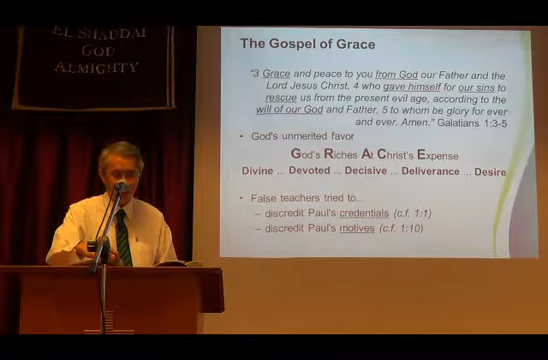 EL SHADDAI
GOD
ALMIGHTY
The Gospel of Grace
"3 Grace and peace to you from God our Father and the
Lord Jesus Christ, 4 who gave himself for our sins to
rescue us from the present evil age, according to the
will of our God and Father, 5 to whom be glory for ever
and ever. Amen." Galatians 1:3-5
• God's unmerited favor
God's Riches At Christ's Expense
Divine ... Devoted ... Decisive ... Deliverance ... Desire
• False teachers tried to...
– discredit Paul's credentials (c.f. 1:1)
– discredit Paul's motives (c.f. 1:10)